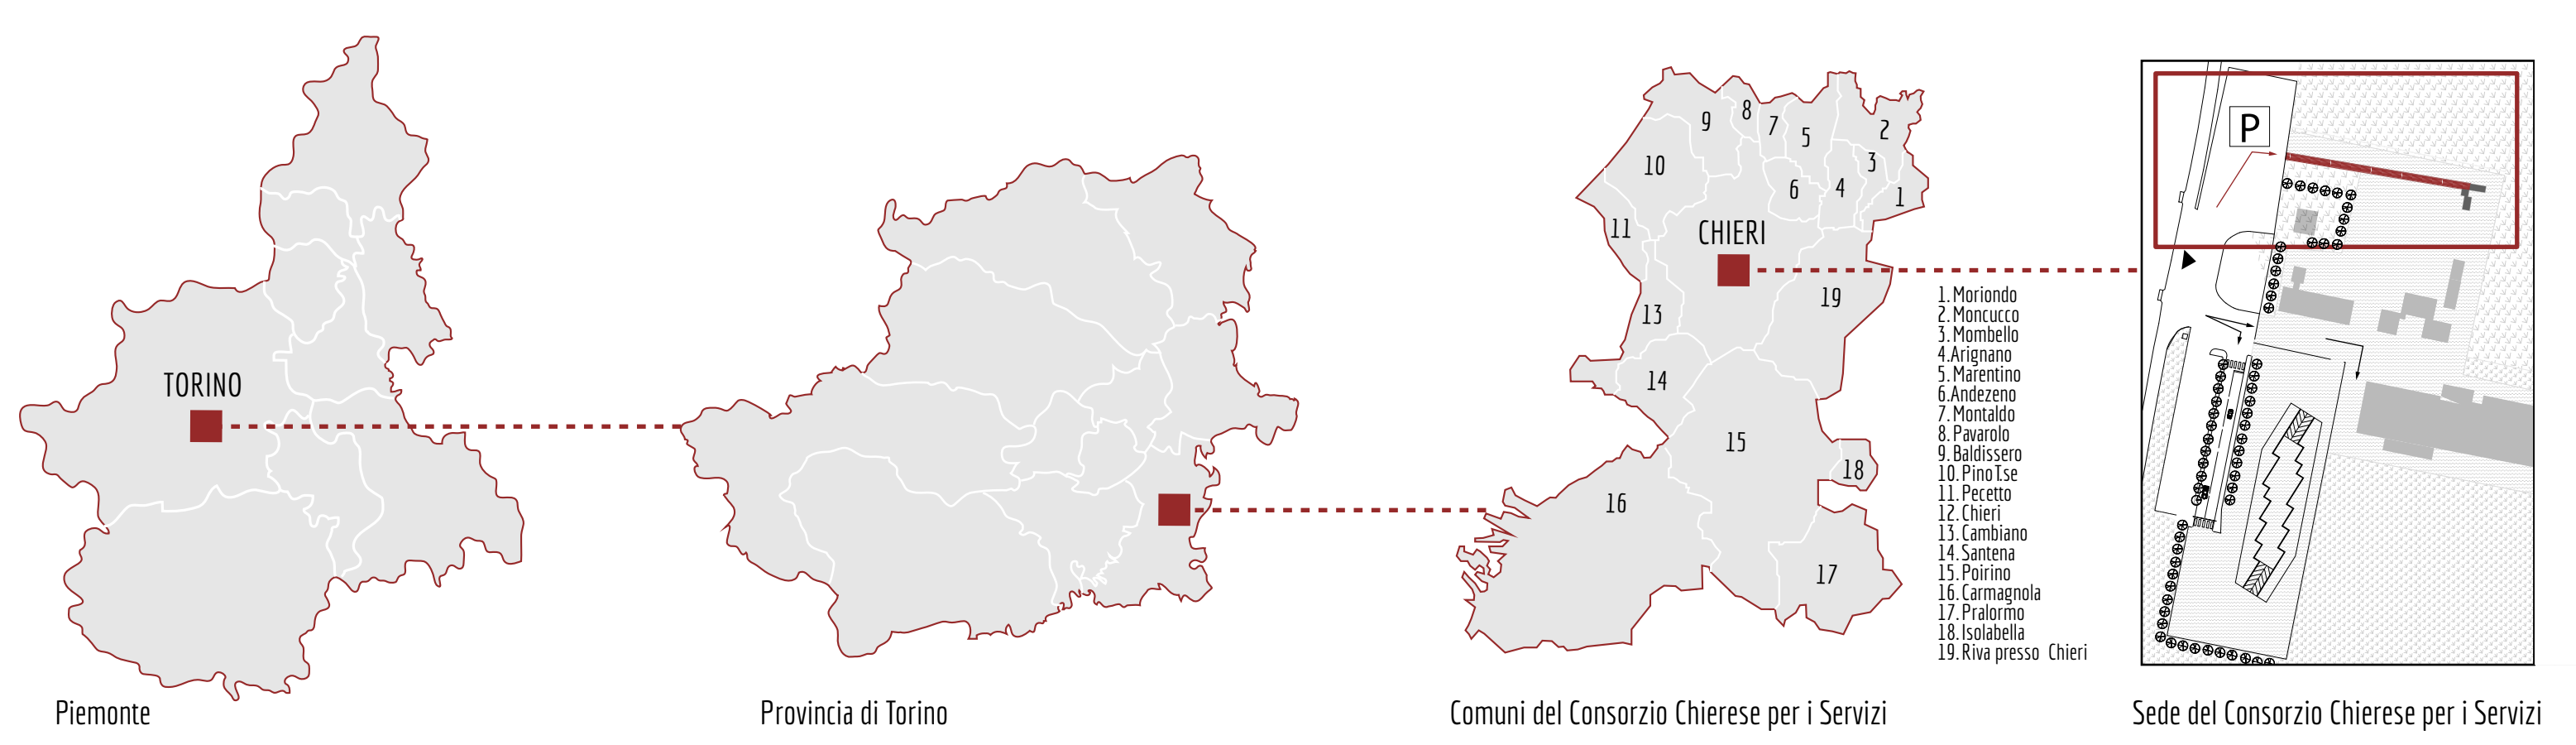 TORINO
Piemonte
Provincia di Torino
9
8
7
5
2
10
3
6
4
1
11
CHIERI
13
19
14
15
18
16
17
1.Moriondo
2.Moncucco
3.Mombello
4.Arignano
5.Marentino
6.Andezeno
7.Montaldo
8.Pavarolo
9.Baldissero
10.PinoT.se
11.Pecetto
12.Chieri
13.Cambiano
14.Santena
15.Poirino
16.Carmagnola
17.Pralormo
18.Isolabella
19.Riva presso Chieri
Comuni del Consorzio Chierese per i Servizi
P
Sede del Consorzio Chierese per i Servizi